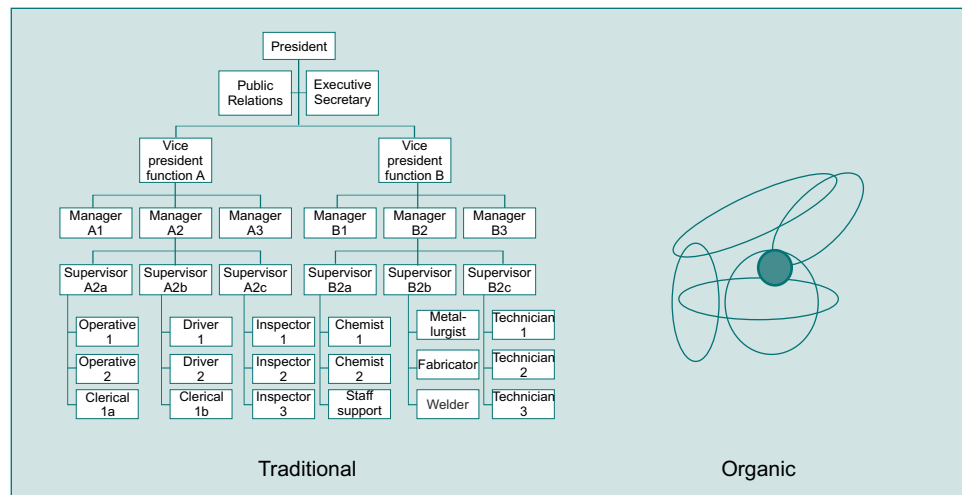 President
Public
Relations
Executive
Secretary
Vice
president
function A
Vice
president
function B
Manager
A1
Manager
A2
Manager
A3
Manager
B1
Manager
B2
Manager
B3
Supervisor
A2a
Supervisor
A2b
Supervisor
A2c
Supervisor
B2a
Supervisor
B2b
Supervisor
B2c
Operative
1
Driver
1
Inspector
1
Chemist
1
Metal-
lurgist
Technician
1
Operative
2
Driver
2
Inspector
2
Chemist
2
Fabricator
Technician
2
Clerical
1a
Clerical
1b
Inspector
3
Staff
support
Welder
Technician
3
Traditional
Organic